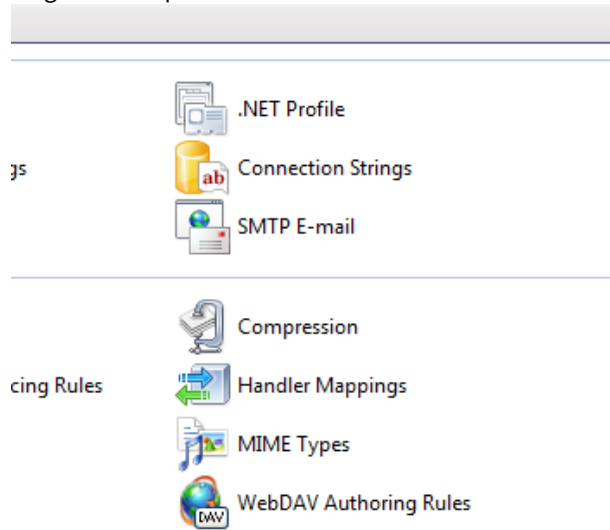 .NET Profile
gs
Connection Strings
ab
SMTP E-mail
Compression
cing Rules
Handler Mappings
MIME Types
WebDAV Authoring Rules
DAV